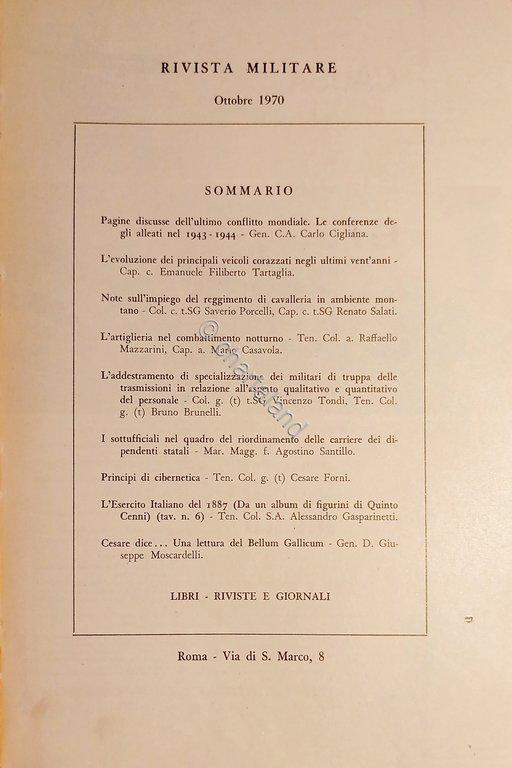 RIVISTA MILITARE
Ottobre 1970
SOMMARIO
Pagine discusse dell'ultimo conflitto mondiale. Le conferenze de-
gli alleati nel 1943 - 1944 - Gen. C.A. Carlo Cigliana.
L'evoluzione dei principali veicoli corazzati negli ultimi vent'anni -
Cap. c. Emanuele Filiberto Tartaglia.
Note sull'impiego del reggimento di cavalleria in ambiente mon-
tano - Col. c. t.SG Saverio Porcelli, Cap. c. t.SG Renato Salati.
L'artiglieria nel combattimento notturno - Ten. Col. a. Raffaello
Mazzarini, Cap. a. Mario Casavola.
L'addestramento di specializzazione dei militari di truppa delle
trasmissioni in relazione all'assetto qualitativo e quantitativo
del personale - Col. g. (t) t.SG Vincenzo Tondi, Ten. Col.
g. (t) Bruno Brunelli.
I sottufficiali nel quadro del riordinamento delle carriere dei di-
pendenti statali - Mar. Magg. f. Agostino Santillo.
Principi di cibernetica - Ten. Col. g. (t) Cesare Forni.
L'Esercito Italiano del 1887 (Da un album di figurini di Quinto
Cenni) (tav. n. 6) - Ten. Col. S.A. Alessandro Gasparinetti.
Cesare dice... Una lettura del Bellum Gallicum - Gen. D. Giu-
seppe Moscardelli.
LIBRI - RIVISTE E GIORNALI
Roma - Via di S. Marco, 8
© chartaland